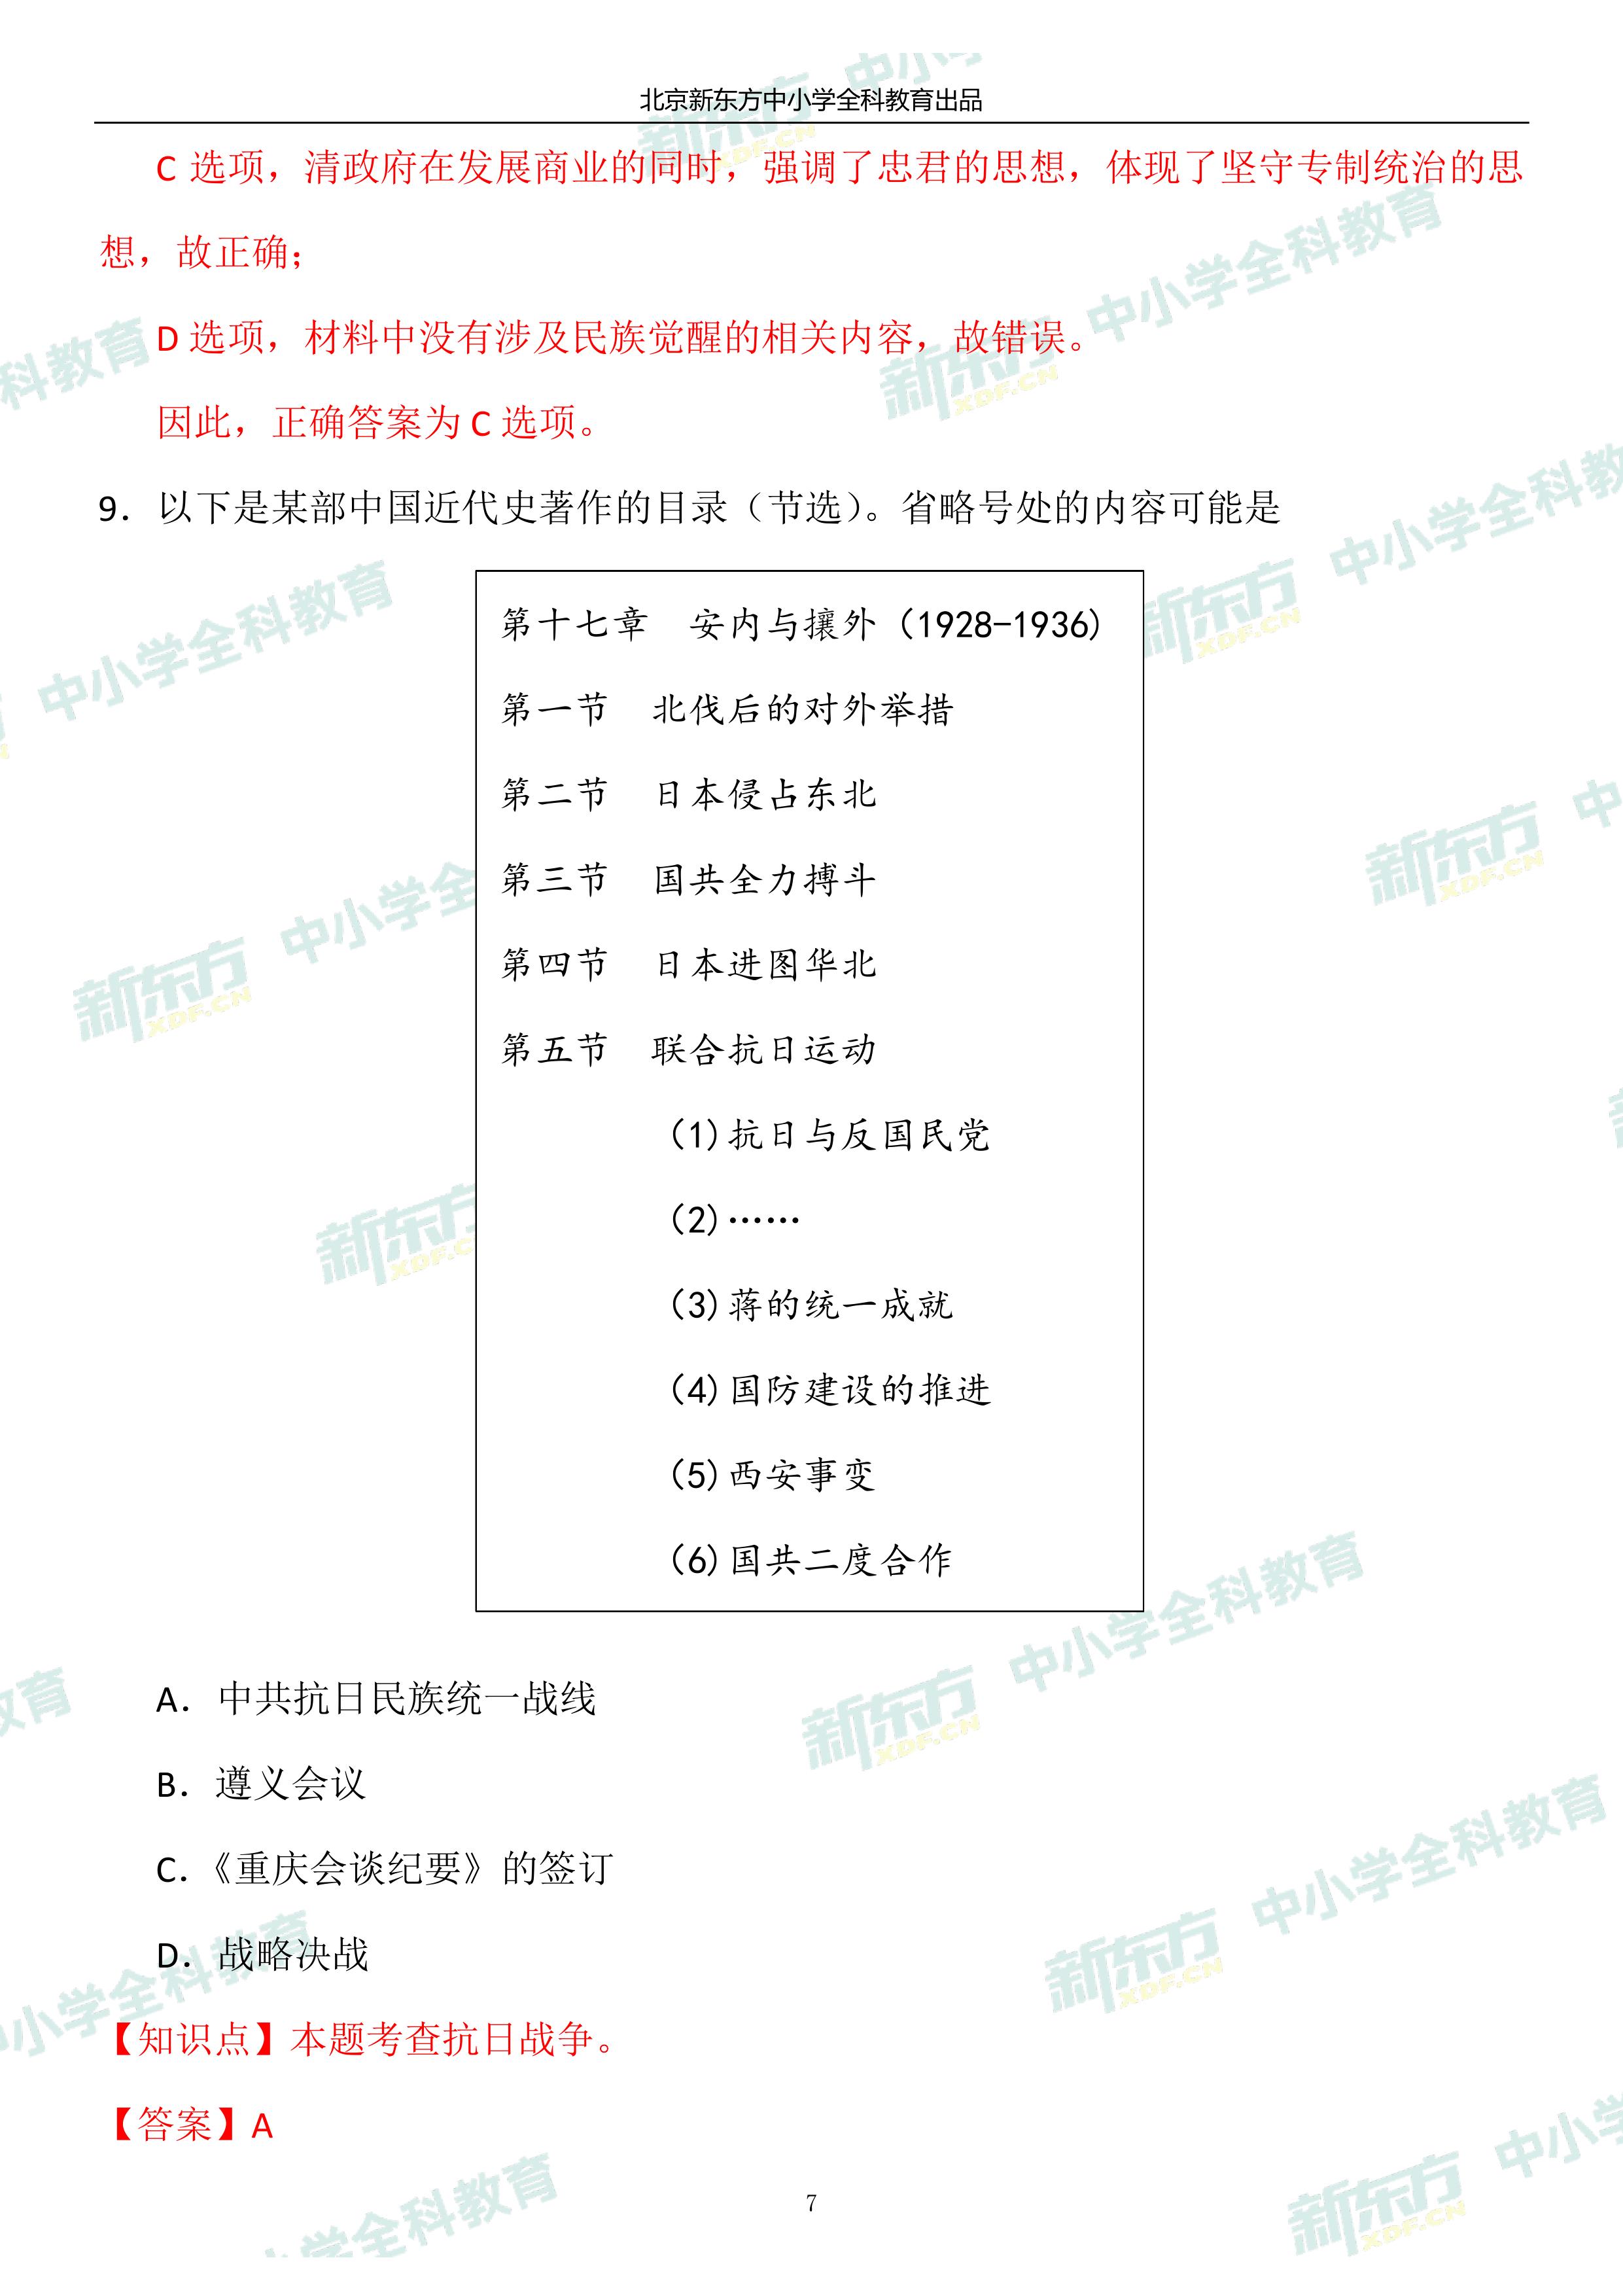 北京新东方中小学全科教育出品
C 选项，清政府在发展商业的同时，强调了忠君的思想，体现了坚守专制统治的思
想，故正确；
D 选项，材料中没有涉及民族觉醒的相关内容，故错误。
因此，正确答案为 C 选项。
9．以下是某部中国近代史著作的目录（节选）。省略号处的内容可能是
第十七章　安内与攘外（1928-1936）
第一节　北伐后的对外举措
第二节　日本侵占东北
第三节　国共全力搏斗
第四节　日本进图华北
第五节　联合抗日运动
（1）抗日与反国民党
（2）……
（3）蒋的统一成就
（4）国防建设的推进
（5）西安事变
（6）国共二度合作
A．中共抗日民族统一战线
B．遵义会议
C．《重庆会谈纪要》的签订
D．战略决战
【知识点】本题考查抗日战争。
【答案】A
7
新东方 XDF.CN 中小学全科教育